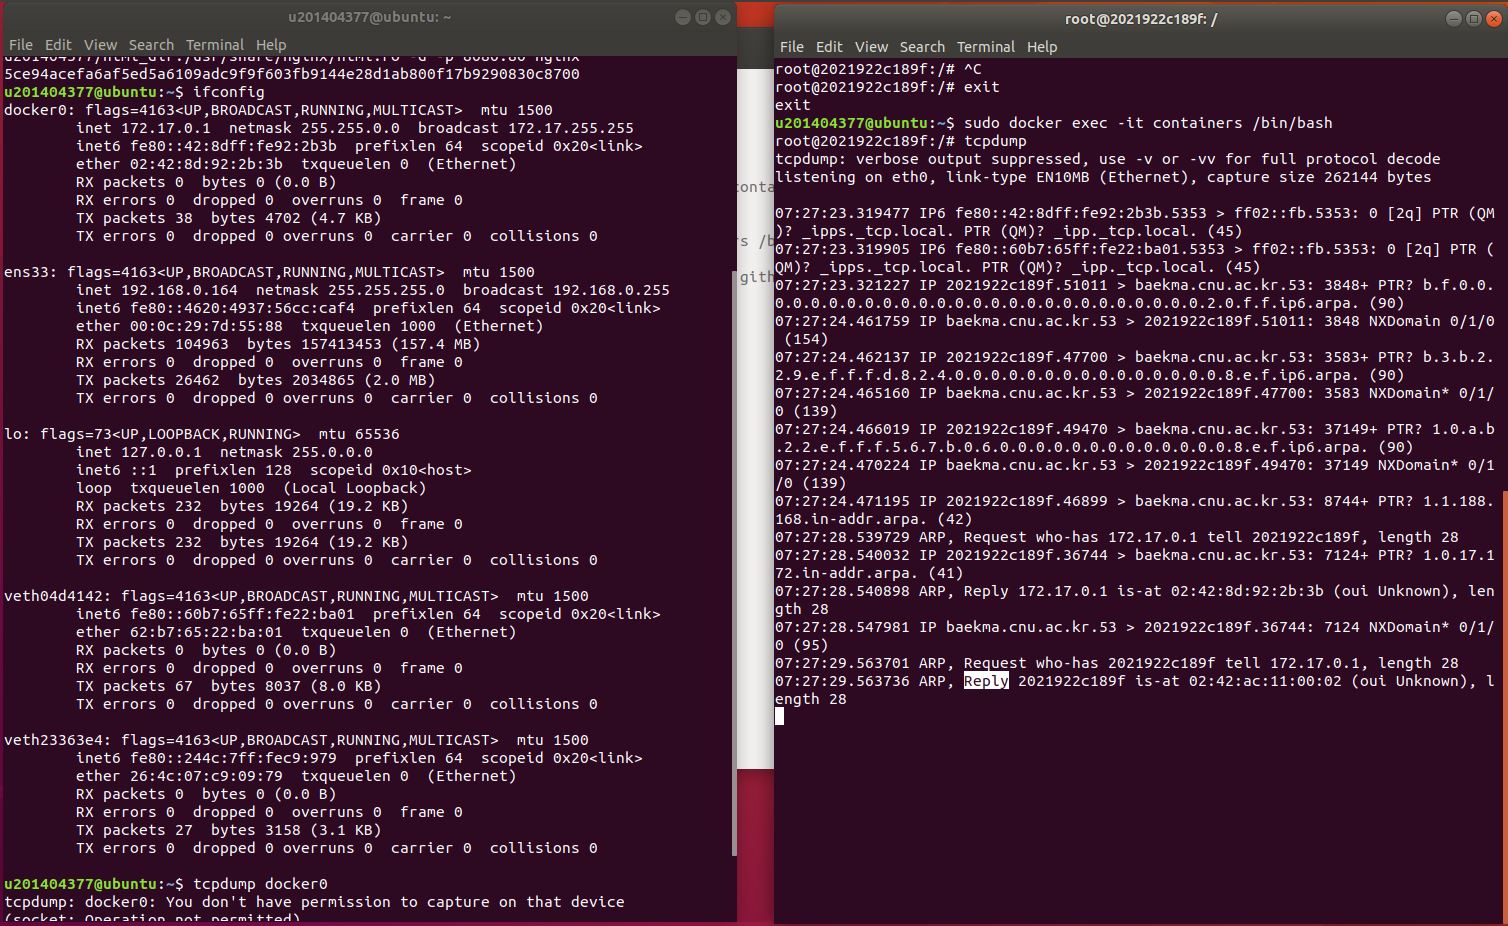 u201404377@ubuntu: ~
File Edit View Search Terminal Help
u201404377/html_dir:/usr/share/nginx/html:ro -d -p 8080:80 nginx
5ce94acefa6af5ed5a6109adc9f9f603fb9144e28d1ab800f17b9290830c8700
u201404377@ubuntu:~$ ifconfig
docker0: flags=4163<UP,BROADCAST,RUNNING,MULTICAST>  mtu 1500
        inet 172.17.0.1  netmask 255.255.0.0  broadcast 172.17.255.255
        inet6 fe80::42:8dff:fe92:2b3b  prefixlen 64  scopeid 0x20<link>
        ether 02:42:8d:92:2b:3b  txqueuelen 0  (Ethernet)
        RX packets 0  bytes 0 (0.0 B)
        RX errors 0  dropped 0  overruns 0  frame 0
        TX packets 38  bytes 4702 (4.7 KB)
        TX errors 0  dropped 0 overruns 0  carrier 0  collisions 0

ens33: flags=4163<UP,BROADCAST,RUNNING,MULTICAST>  mtu 1500
        inet 192.168.0.164  netmask 255.255.255.0  broadcast 192.168.0.255
        inet6 fe80::4620:4937:56cc:caf4  prefixlen 64  scopeid 0x20<link>
        ether 00:0c:29:7d:55:88  txqueuelen 1000  (Ethernet)
        RX packets 104963  bytes 157413453 (157.4 MB)
        RX errors 0  dropped 0  overruns 0  frame 0
        TX packets 26462  bytes 2034865 (2.0 MB)
        TX errors 0  dropped 0 overruns 0  carrier 0  collisions 0

lo: flags=73<UP,LOOPBACK,RUNNING>  mtu 65536
        inet 127.0.0.1  netmask 255.0.0.0
        inet6 ::1  prefixlen 128  scopeid 0x10<host>
        loop  txqueuelen 1000  (Local Loopback)
        RX packets 232  bytes 19264 (19.2 KB)
        RX errors 0  dropped 0  overruns 0  frame 0
        TX packets 232  bytes 19264 (19.2 KB)
        TX errors 0  dropped 0 overruns 0  carrier 0  collisions 0

veth04d4142: flags=4163<UP,BROADCAST,RUNNING,MULTICAST>  mtu 1500
        inet6 fe80::60b7:65ff:fe22:ba01  prefixlen 64  scopeid 0x20<link>
        ether 62:b7:65:22:ba:01  txqueuelen 0  (Ethernet)
        RX packets 0  bytes 0 (0.0 B)
        RX errors 0  dropped 0  overruns 0  frame 0
        TX packets 67  bytes 8037 (8.0 KB)
        TX errors 0  dropped 0 overruns 0  carrier 0  collisions 0

veth23363e4: flags=4163<UP,BROADCAST,RUNNING,MULTICAST>  mtu 1500
        inet6 fe80::244c:7ff:fec9:979  prefixlen 64  scopeid 0x20<link>
        ether 26:4c:07:c9:09:79  txqueuelen 0  (Ethernet)
        RX packets 0  bytes 0 (0.0 B)
        RX errors 0  dropped 0  overruns 0  frame 0
        TX packets 27  bytes 3158 (3.1 KB)
        TX errors 0  dropped 0 overruns 0  carrier 0  collisions 0

u201404377@ubuntu:~$ tcpdump docker0
tcpdump: docker0: You don't have permission to capture on that device
(socket: Operation not permitted)
conta
rs /b
gith
root@2021922c189f: /
File Edit View Search Terminal Help
root@2021922c189f:/# ^C
root@2021922c189f:/# exit
exit
u201404377@ubuntu:~$ sudo docker exec -it containers /bin/bash
root@2021922c189f:/# tcpdump
tcpdump: verbose output suppressed, use -v or -vv for full protocol decode
listening on eth0, link-type EN10MB (Ethernet), capture size 262144 bytes

07:27:23.319477 IP6 fe80::42:8dff:fe92:2b3b.5353 > ff02::fb.5353: 0 [2q] PTR (QM
)? _ipps._tcp.local. PTR (QM)? _ipp._tcp.local. (45)
07:27:23.319905 IP6 fe80::60b7:65ff:fe22:ba01.5353 > ff02::fb.5353: 0 [2q] PTR (
QM)? _ipps._tcp.local. PTR (QM)? _ipp._tcp.local. (45)
07:27:23.321227 IP 2021922c189f.51011 > baekma.cnu.ac.kr.53: 3848+ PTR? b.f.0.0.
0.0.0.0.0.0.0.0.0.0.0.0.0.0.0.0.0.0.0.0.0.0.0.0.2.0.f.f.ip6.arpa. (90)
07:27:24.461759 IP baekma.cnu.ac.kr.53 > 2021922c189f.51011: 3848 NXDomain 0/1/0
 (154)
07:27:24.462137 IP 2021922c189f.47700 > baekma.cnu.ac.kr.53: 3583+ PTR? b.3.b.2.
2.9.e.f.f.f.d.8.2.4.0.0.0.0.0.0.0.0.0.0.0.0.0.0.0.8.e.f.ip6.arpa. (90)
07:27:24.465160 IP baekma.cnu.ac.kr.53 > 2021922c189f.47700: 3583 NXDomain* 0/1/
0 (139)
07:27:24.466019 IP 2021922c189f.49470 > baekma.cnu.ac.kr.53: 37149+ PTR? 1.0.a.b
.2.2.e.f.f.f.5.6.7.b.0.6.0.0.0.0.0.0.0.0.0.0.0.0.0.8.e.f.ip6.arpa. (90)
07:27:24.470224 IP baekma.cnu.ac.kr.53 > 2021922c189f.49470: 37149 NXDomain* 0/1
/0 (139)
07:27:24.471195 IP 2021922c189f.46899 > baekma.cnu.ac.kr.53: 8744+ PTR? 1.1.188.
168.in-addr.arpa. (42)
07:27:28.539729 ARP, Request who-has 172.17.0.1 tell 2021922c189f, length 28
07:27:28.540032 IP 2021922c189f.36744 > baekma.cnu.ac.kr.53: 7124+ PTR? 1.0.17.1
72.in-addr.arpa. (41)
07:27:28.540898 ARP, Reply 172.17.0.1 is-at 02:42:8d:92:2b:3b (oui Unknown), len
gth 28
07:27:28.547981 IP baekma.cnu.ac.kr.53 > 2021922c189f.36744: 7124 NXDomain* 0/1/
0 (95)
07:27:29.563701 ARP, Request who-has 2021922c189f tell 172.17.0.1, length 28
07:27:29.563736 ARP, Reply 2021922c189f is-at 02:42:ac:11:00:02 (oui Unknown), l
ength 28